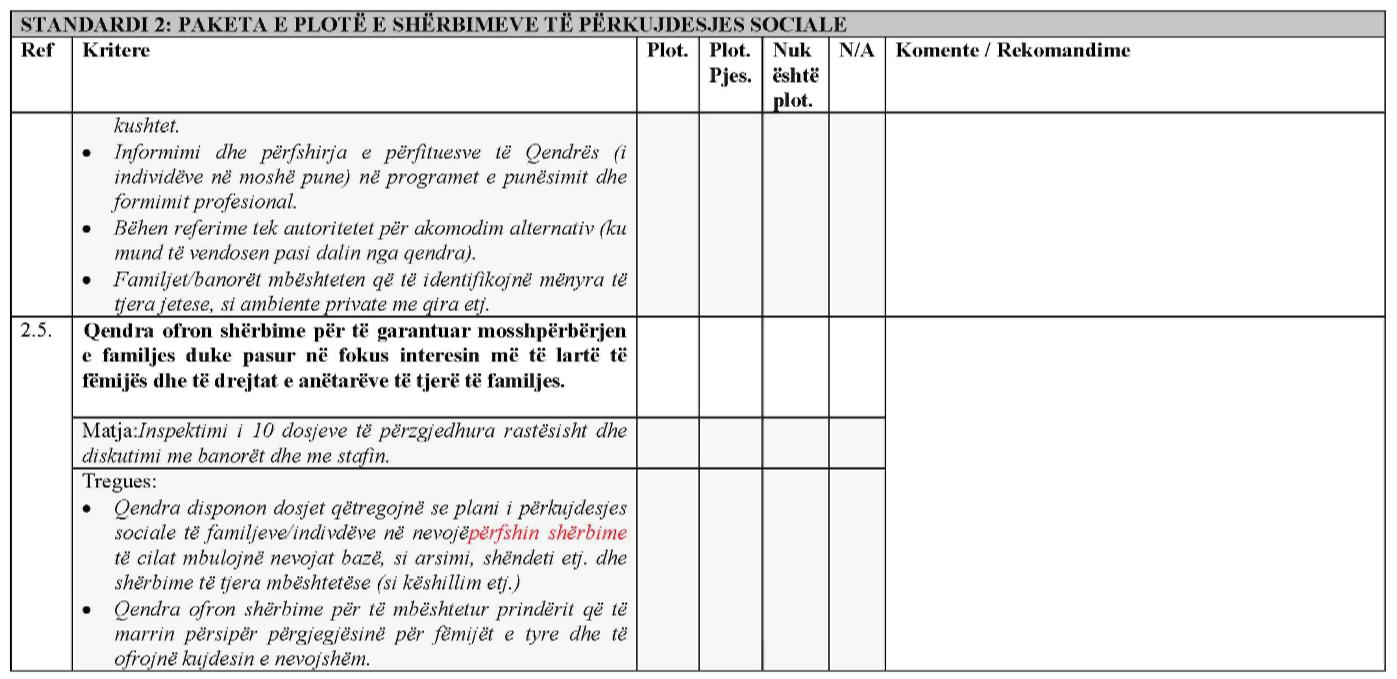 STANDARDI 2: PAKETA E PLOTË E SHËRBIMEVE TË PËRKUJDESJES SOCIALE
Ref Kritere Plot. Plot. Nuk N/A Komente / Rekomandime
Pjes. është
plot.
kushtet.
• Informimi dhe përfshirja e përfituesve të Qendrës (i
individëve në moshë pune) në programet e punësimit dhe
formimit profesional.
• Bëhen referime tek autoritetet për akomodim alternativ (ku
mund të vendosen pasi dalin nga qendra).
• Familjet/banorët mbështeten që të identifikojnë mënyra të
tjera jetese, si ambiente private me qira etj.
2.5. Qendra ofron shërbime për të garantuar mosshpërbërjen
e familjes duke pasur në fokus interesin më të lartë të
fëmijës dhe të drejtat e anëtarëve të tjerë të familjes.
Matja:Inspektimi i 10 dosjeve të përzgjedhura rastësisht dhe
diskutimi me banorët dhe me stafin.
Tregues:
• Qendra disponon dosjet qëtregojnë se plani i përkujdesjes
sociale të familjeve/indivdëve në nevojëpërfshin shërbime
të cilat mbulojnë nevojat bazë, si arsimi, shëndeti etj. dhe
shërbime të tjera mbështetëse (si këshillim etj.)
• Qendra ofron shërbime për të mbështetur prindërit që të
marrin përsipër përgjegjësinë për fëmijët e tyre dhe të
ofrojnë kujdesin e nevojshëm.